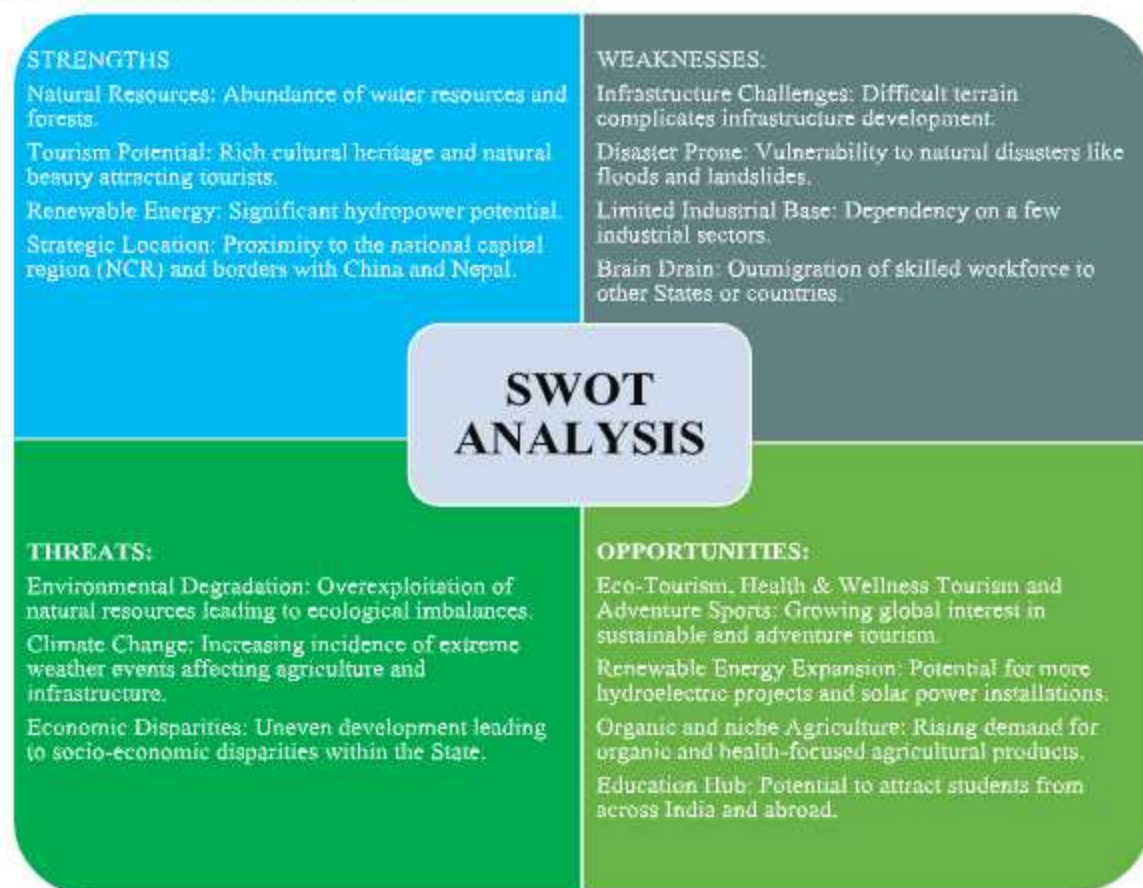 STRENGTHS
Natural Resources: Abundance of water resources and
forests.
Tourism Potential: Rich cultural heritage and natural
beauty attracting tourists.
Renewable Energy: Significant hydropower potential.
Strategic Location: Proximity to the national capital
region (NCR) and borders with China and Nepal.
WEAKNESSES:
Infrastructure Challenges: Difficult terrain
complicates infrastructure development.
Disaster Prone: Vulnerability to natural disasters like
floods and landslides.
Limited Industrial Base: Dependency on a few
industrial sectors.
Brain Drain: Outmigration of skilled workforce to
other States or countries.
SWOT
ANALYSIS
THREATS:
Environmental Degradation: Overexploitation of
natural resources leading to ecological imbalances.
Climate Change: Increasing incidence of extreme
weather events affecting agriculture and
infrastructure.
Economic Disparities: Uneven development leading
to socio-economic disparities within the State.
OPPORTUNITIES:
Eco-Tourism, Health & Wellness Tourism and
Adventure Sports: Growing global interest in
sustainable and adventure tourism.
Renewable Energy Expansion: Potential for more
hydroelectric projects and solar power installations.
Organic and niche Agriculture: Rising demand for
organic and health-focused agricultural products.
Education Hub: Potential to attract students from
across India and abroad.